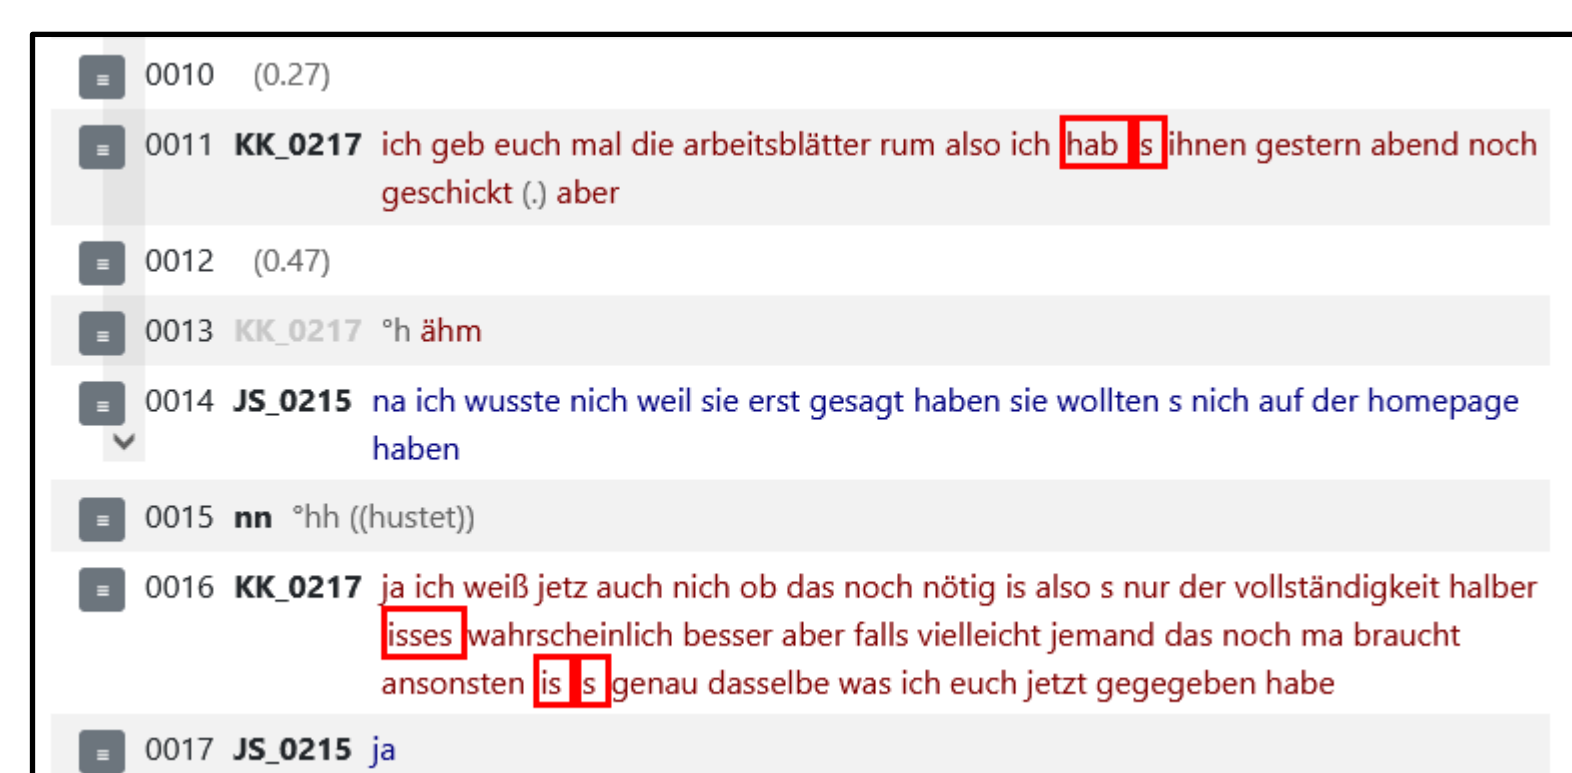 0010 (0.27)
0011 KK_0217 ich geb euch mal die arbeitsblätter rum also ich hab s ihnen gestern abend noch
geschickt (.) aber
0012 (0.47)
0013 KK_0217 °h ähm
0014 JS_0215 na ich wusste nich weil sie erst gesagt haben sie wollten s nich auf der homepage
haben
0015 nn °hh ((hustet))
0016 KK_0217 ja ich weiß jetz auch nich ob das noch nötig is also s nur der vollständigkeit halber
isses wahrscheinlich besser aber falls vielleicht jemand das noch ma braucht
ansonsten is s genau dasselbe was ich euch jetzt gegegeben habe
0017 JS_0215 ja